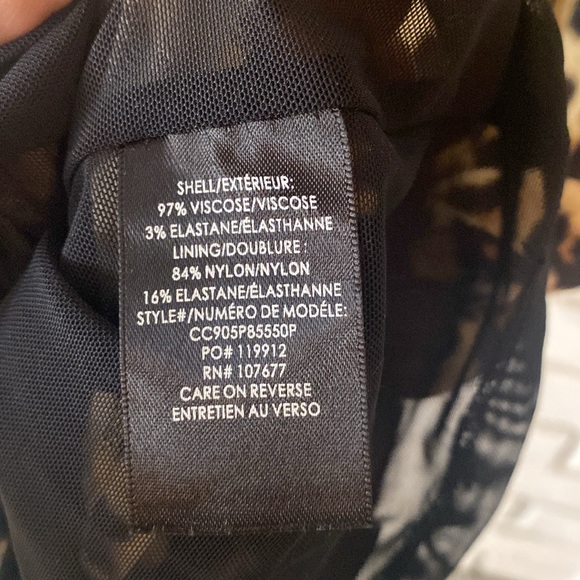 SHELL/EXTÉRIEUR:
97% VISCOSE/VISCOSE
3% ELASTANE/ÉLASTHANNE
LINING/DOUBLURE :
84% NYLON/NYLON
16% ELASTANE/ÉLASTHANNE
STYLE#/NUMÉRO DE MODÉLE:
CC905P85550P
PO# 119912
RN# 107677
CARE ON REVERSE
ENTRETIEN AU VERSO